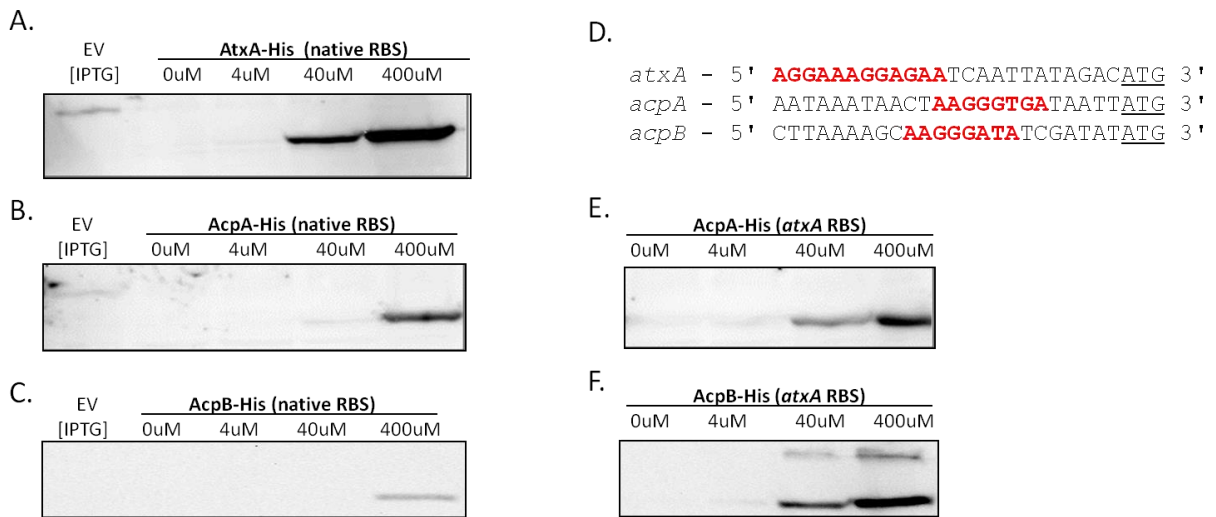 A.
EV
[IPTG]
AtxA-His (native RBS)
0uM 4uM 40uM 400uM
B.
EV
[IPTG]
AcpA-His (native RBS)
0uM 4uM 40uM 400uM
C.
EV
[IPTG]
AcpB-His (native RBS)
0uM 4uM 40uM 400uM
D.
atxA - 5' AGGAAAGGAGAATCAATTATAGACATG 3'
acpA - 5' AATAAATAACTAAGGGTGATAATTATG 3'
acpB - 5' CTTAAAAGCAAGGGATATCGATATATG 3'
E.
AcpA-His (atxA RBS)
0uM 4uM 40uM 400uM
F.
AcpB-His (atxA RBS)
0uM 4uM 40uM 400uM